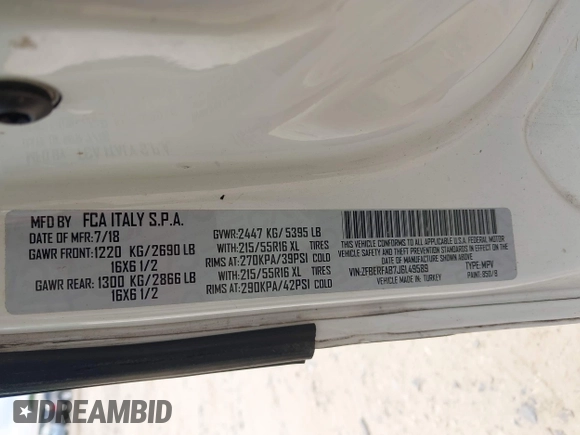 MFD BY FCA ITALY S.P.A.
DATE OF MFR:7/18
GAWR FRONT:1220 KG/2690 LB
16X6 1/2
GAWR REAR:1300 KG/2866 LB
16X6 1/2
GVWR:2447 KG/5395 LB
WITH:215/55R16 XL TIRES
RIMS AT:270KPA/39PSI COLD
WITH:215/55R16 XL TIRES
RIMS AT:290KPA/42PSI COLD
THIS VEHICLE CONFORMS TO ALL APPLICABLE U.S.A. FEDERAL
MOTOR VEHICLE SAFETY STANDARDS IN EFFECT ON THE
DATE OF MANUFACTURE SHOWN ABOVE.
VIN:ZFBERFAB7J6L49589 TYPE: MPV
VEHICLE MADE IN: TURKEY PAINT: 950/B
DREAMBID